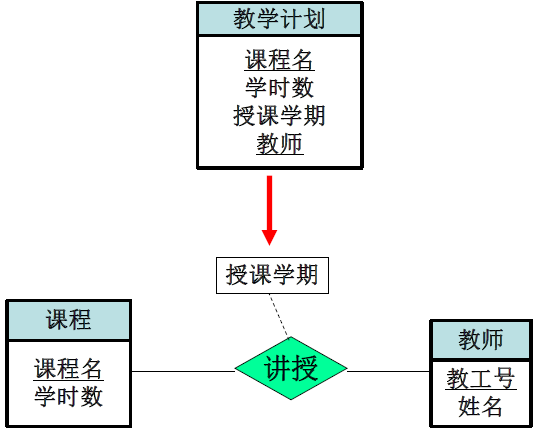 教学计划
课程名
学时数
授课学期
教师
授课学期
课程
课程名
学时数
讲授
教师
教工号
姓名